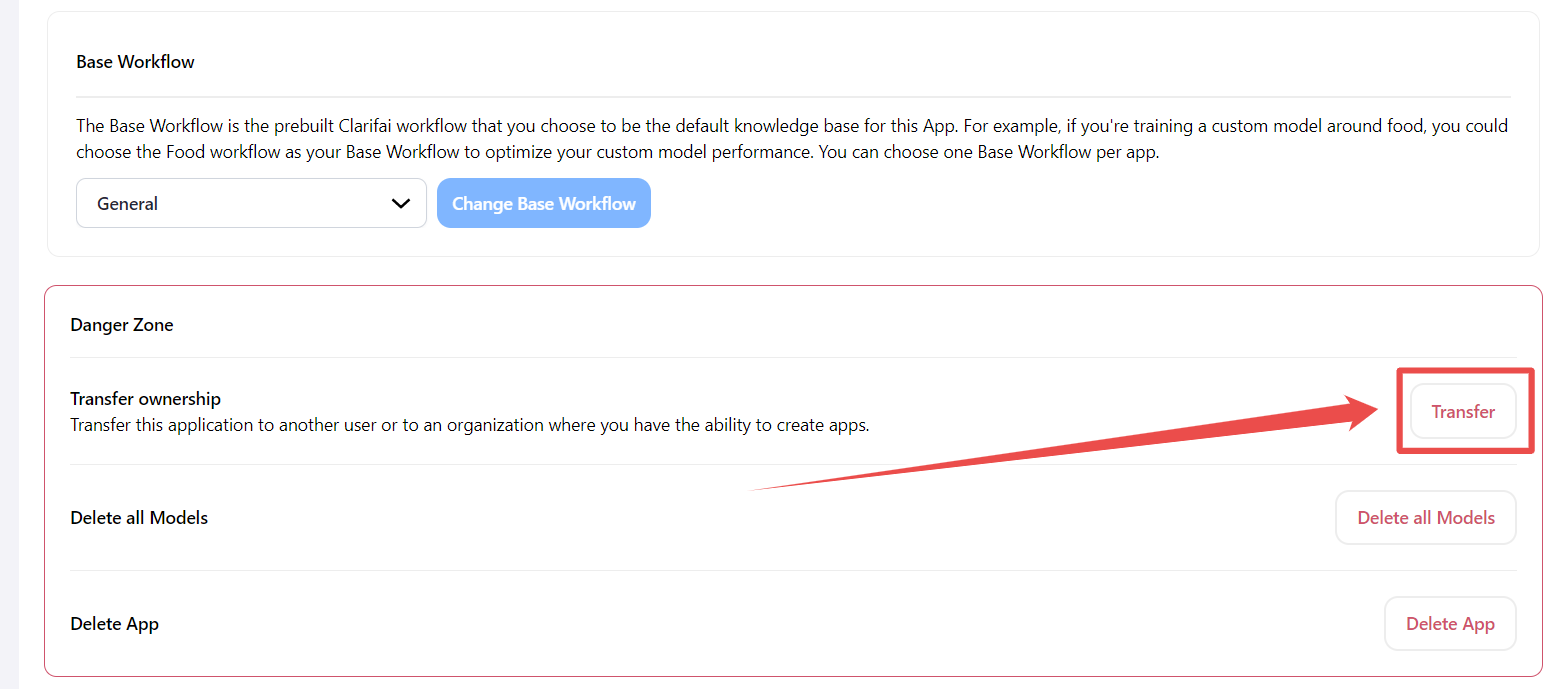 Base Workflow
The Base Workflow is the prebuilt Clarifai workflow that you choose to be the default knowledge base for this App. For example, if you're training a custom model around food, you could
choose the Food workflow as your Base Workflow to optimize your custom model performance. You can choose one Base Workflow per app.
General
Change Base Workflow
Danger Zone
Transfer ownership
Transfer this application to another user or to an organization where you have the ability to create apps.
Transfer
Delete all Models
Delete all Models
Delete App
Delete App